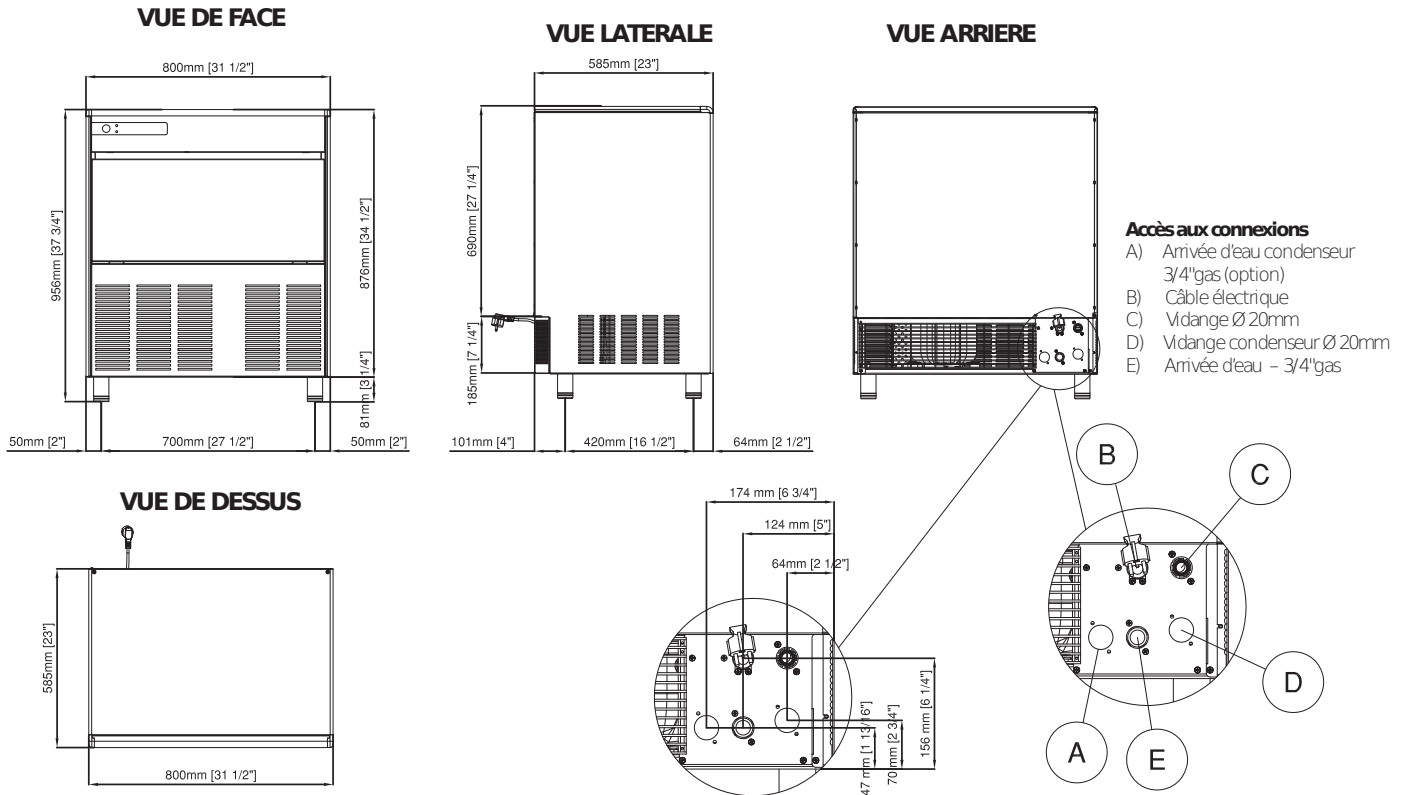 VUE DE FACE
800mm [31 1/2"]
956mm [37 3/4"]
876mm [34 1/2"]
81mm [3 1/4"]
50mm [2"]
700mm [27 1/2"]
50mm [2"]
VUE LATERALE
585mm [23"]
690mm [27 1/4"]
185mm [7 1/4"]
101mm [4"]
420mm [16 1/2"]
64mm [2 1/2"]
VUE ARRIERE
Accès aux connexions
A) Arrivée d'eau condenseur
3/4"gas (option)
B) Câble électrique
C) Vidange Ø 20mm
D) Vidange condenseur Ø 20mm
E) Arrivée d'eau – 3/4"gas
VUE DE DESSUS
585mm [23"]
800mm [31 1/2"]
174 mm [6 3/4"]
124 mm [5"]
64mm [2 1/2"]
47 mm [1 13/16"]
70mm [2 3/4"]
156 mm [6 1/4"]
B
C
D
A
E